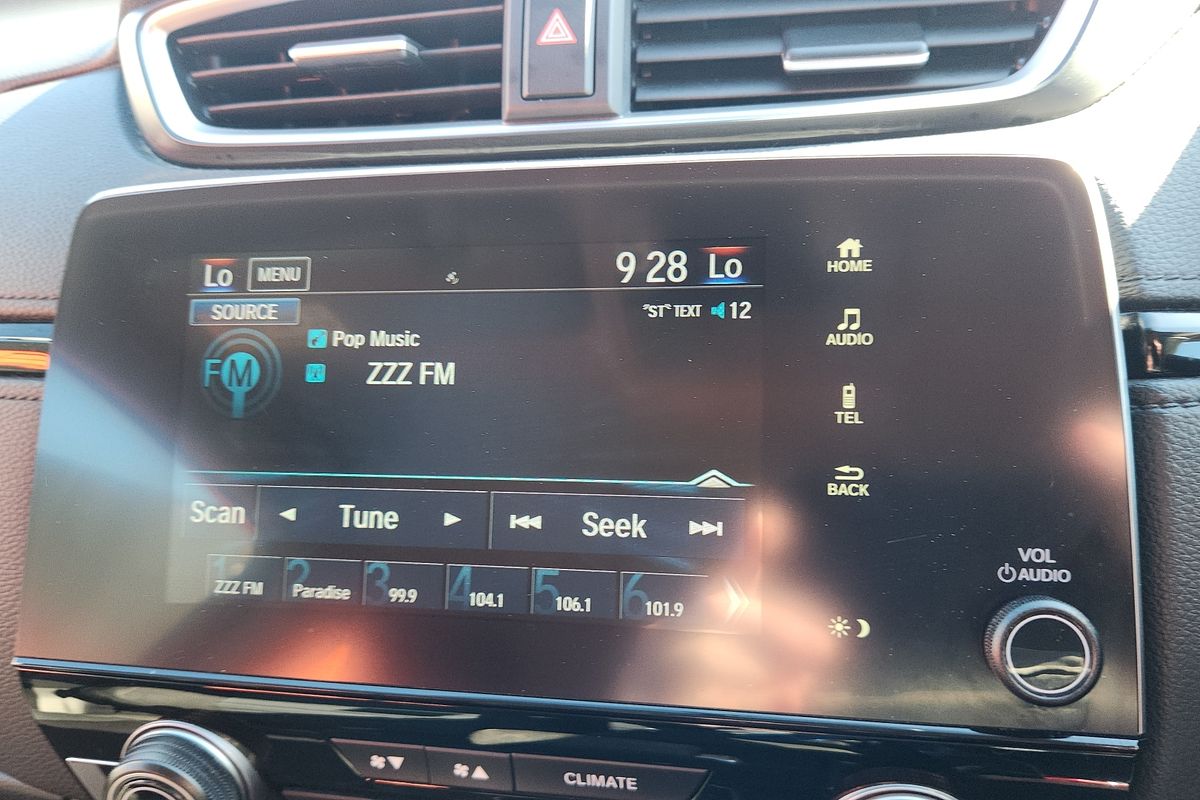 Lo MENU 9 28 Lo
SOURCE "ST" TEXT 12
Pop Music
FM ZZZ FM
Scan Tune Seek
1 ZZZ FM 2 Paradise 3 99.9 4 104.1 5 106.1 6 101.9
HOME
AUDIO
TEL
BACK
VOL
AUDIO
CLIMATE